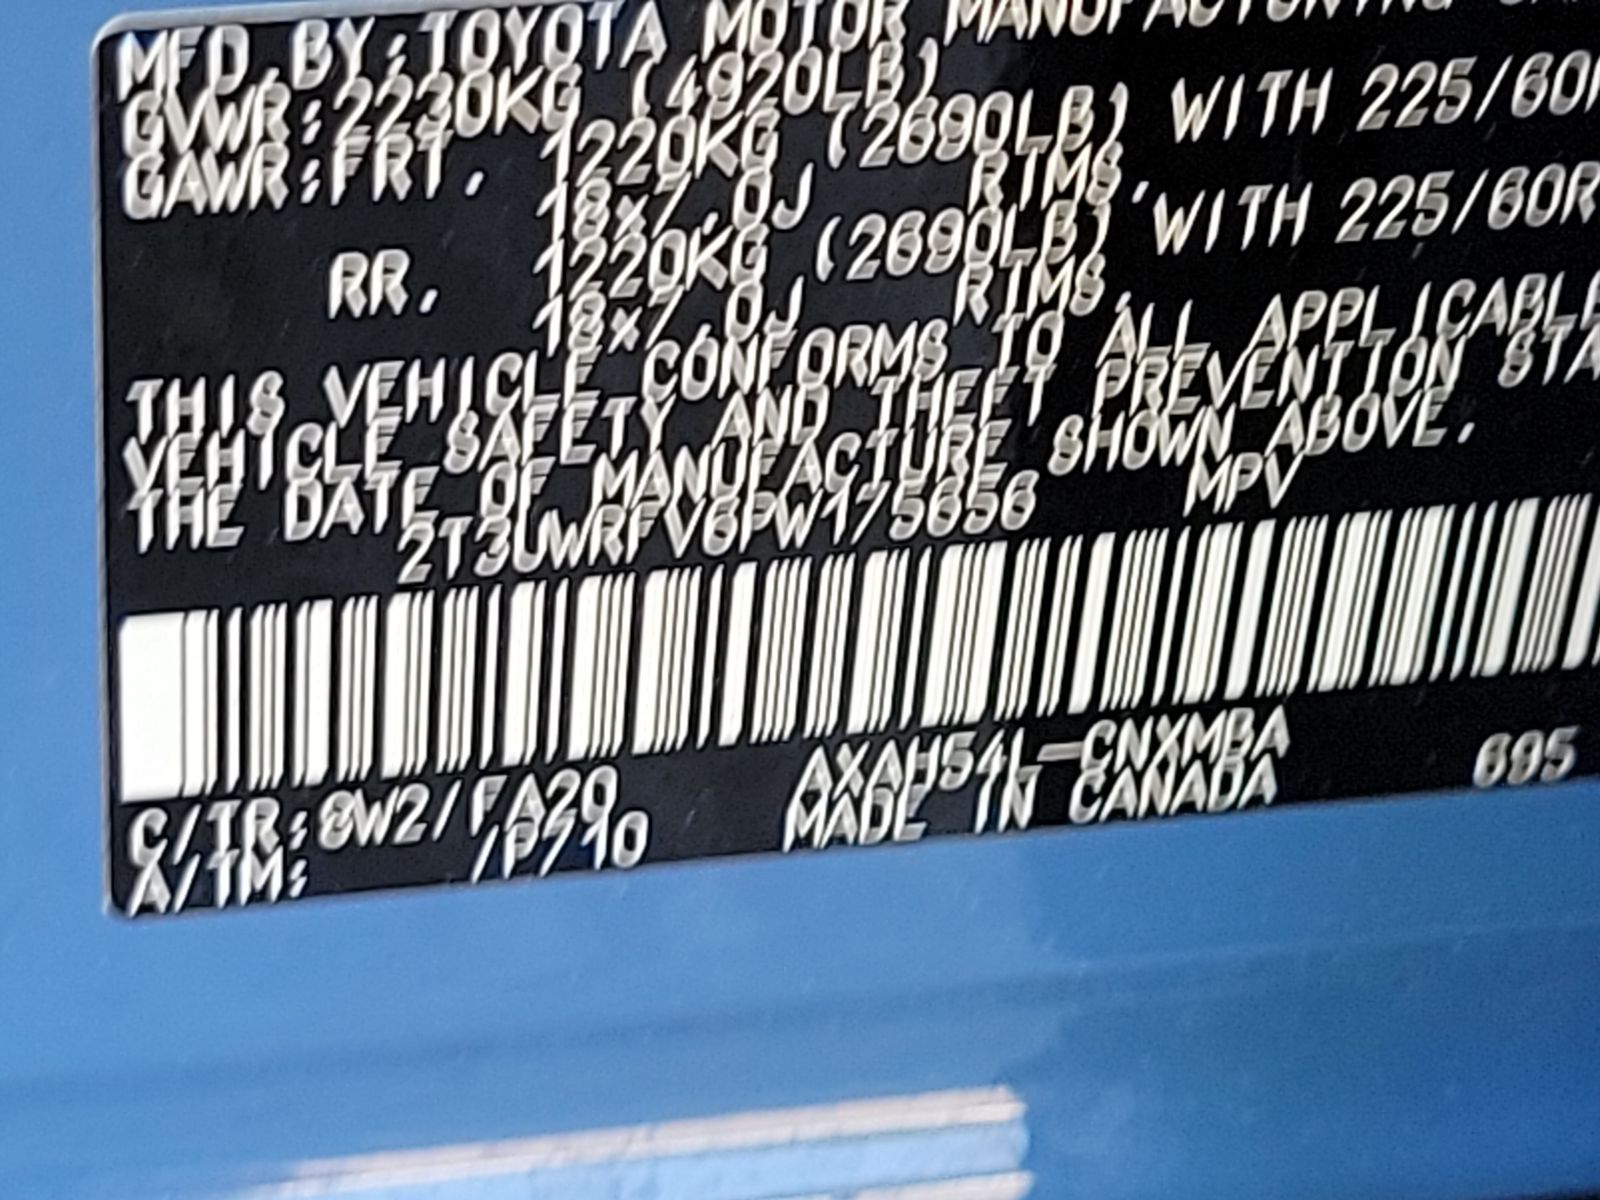 MFD.BY:TOYOTA MOTOR MANUFACTURING
GVWR:2230KG (4920LB)
GAWR:FRT. 1220KG (2690LB) WITH 225/60R
18x7.0J RIMS,
RR. 1220KG (2690LB) WITH 225/60R
18x7.0J RIMS,
THIS VEHICLE CONFORMS TO ALL APPLICABLE
VEHICLE SAFETY AND THEFT PREVENTION STA
THE DATE OF MANUFACTURE SHOWN ABOVE.
2T3UWRFV6PW175656 MPV
AXAH54L-CNXMBA
C/TR:8W2/FA20 MADE IN CANADA
A/TM: /P710